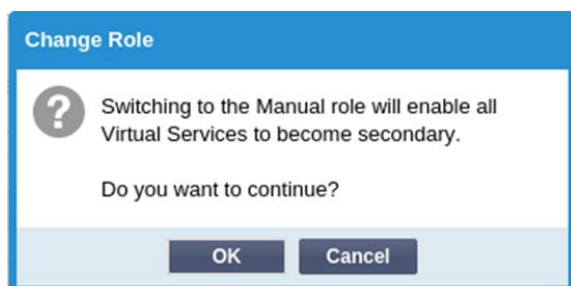 Change Role
Switching to the Manual role will enable all
Virtual Services to become secondary.
Do you want to continue?
OK
Cancel